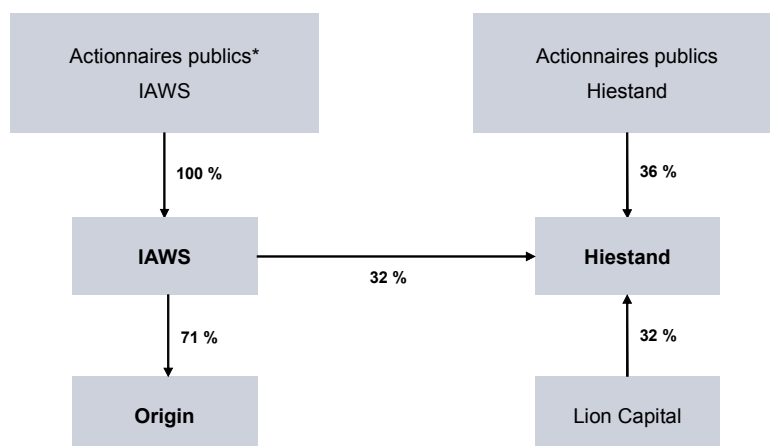 Actionnaires publics*
IAWS
Actionnaires publics
Hiestand
100 %
36 %
IAWS
32 %
Hiestand
71 %
32 %
Origin
Lion Capital